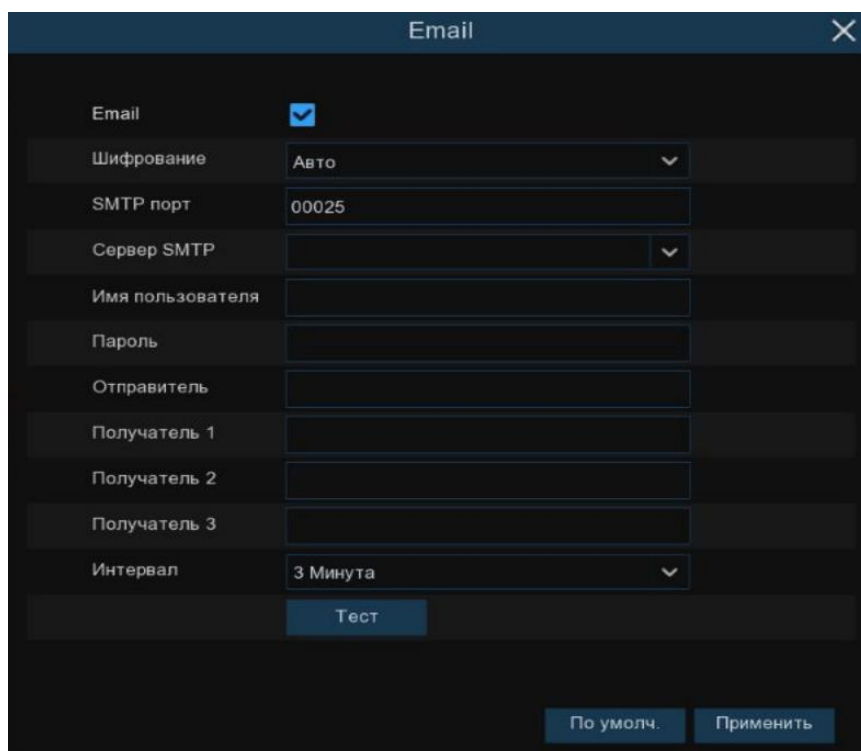 Email
Email
Шифрование Авто
SMTP порт 00025
Сервер SMTP
Имя пользователя
Пароль
Отправитель
Получатель 1
Получатель 2
Получатель 3
Интервал 3 Минута
Тест
По умолч. Применить